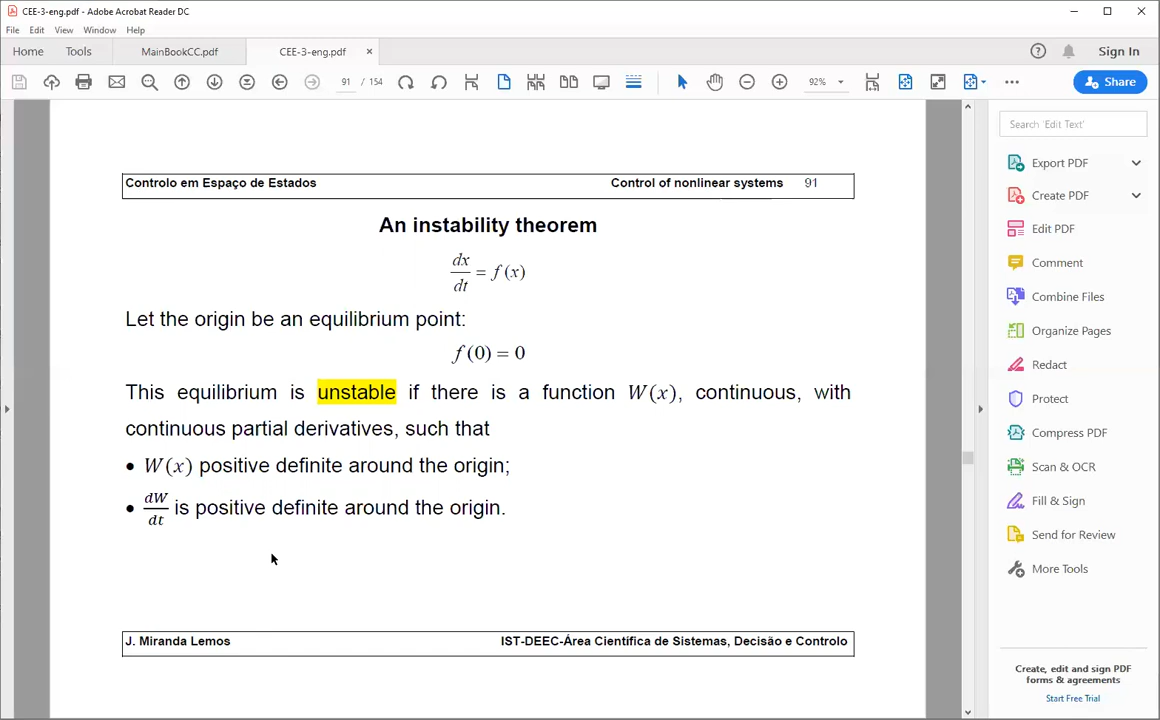 CEE-3-eng.pdf - Adobe Acrobat Reader DC
File Edit View Window Help
Home Tools MainBookCC.pdf CEE-3-eng.pdf × Sign In
91 / 154 92% Share
Search 'Edit Text'
Controlo em Espaço de Estados Control of nonlinear systems 91
An instability theorem
dx/dt = f(x)
Let the origin be an equilibrium point:
f(0) = 0
This equilibrium is unstable if there is a function W(x), continuous, with
continuous partial derivatives, such that
• W(x) positive definite around the origin;
• dW/dt is positive definite around the origin.
J. Miranda Lemos IST-DEEC-Área Científica de Sistemas, Decisão e Controlo
Export PDF
Create PDF
Edit PDF
Comment
Combine Files
Organize Pages
Redact
Protect
Compress PDF
Scan & OCR
Fill & Sign
Send for Review
More Tools
Create, edit and sign PDF
forms & agreements
Start Free Trial